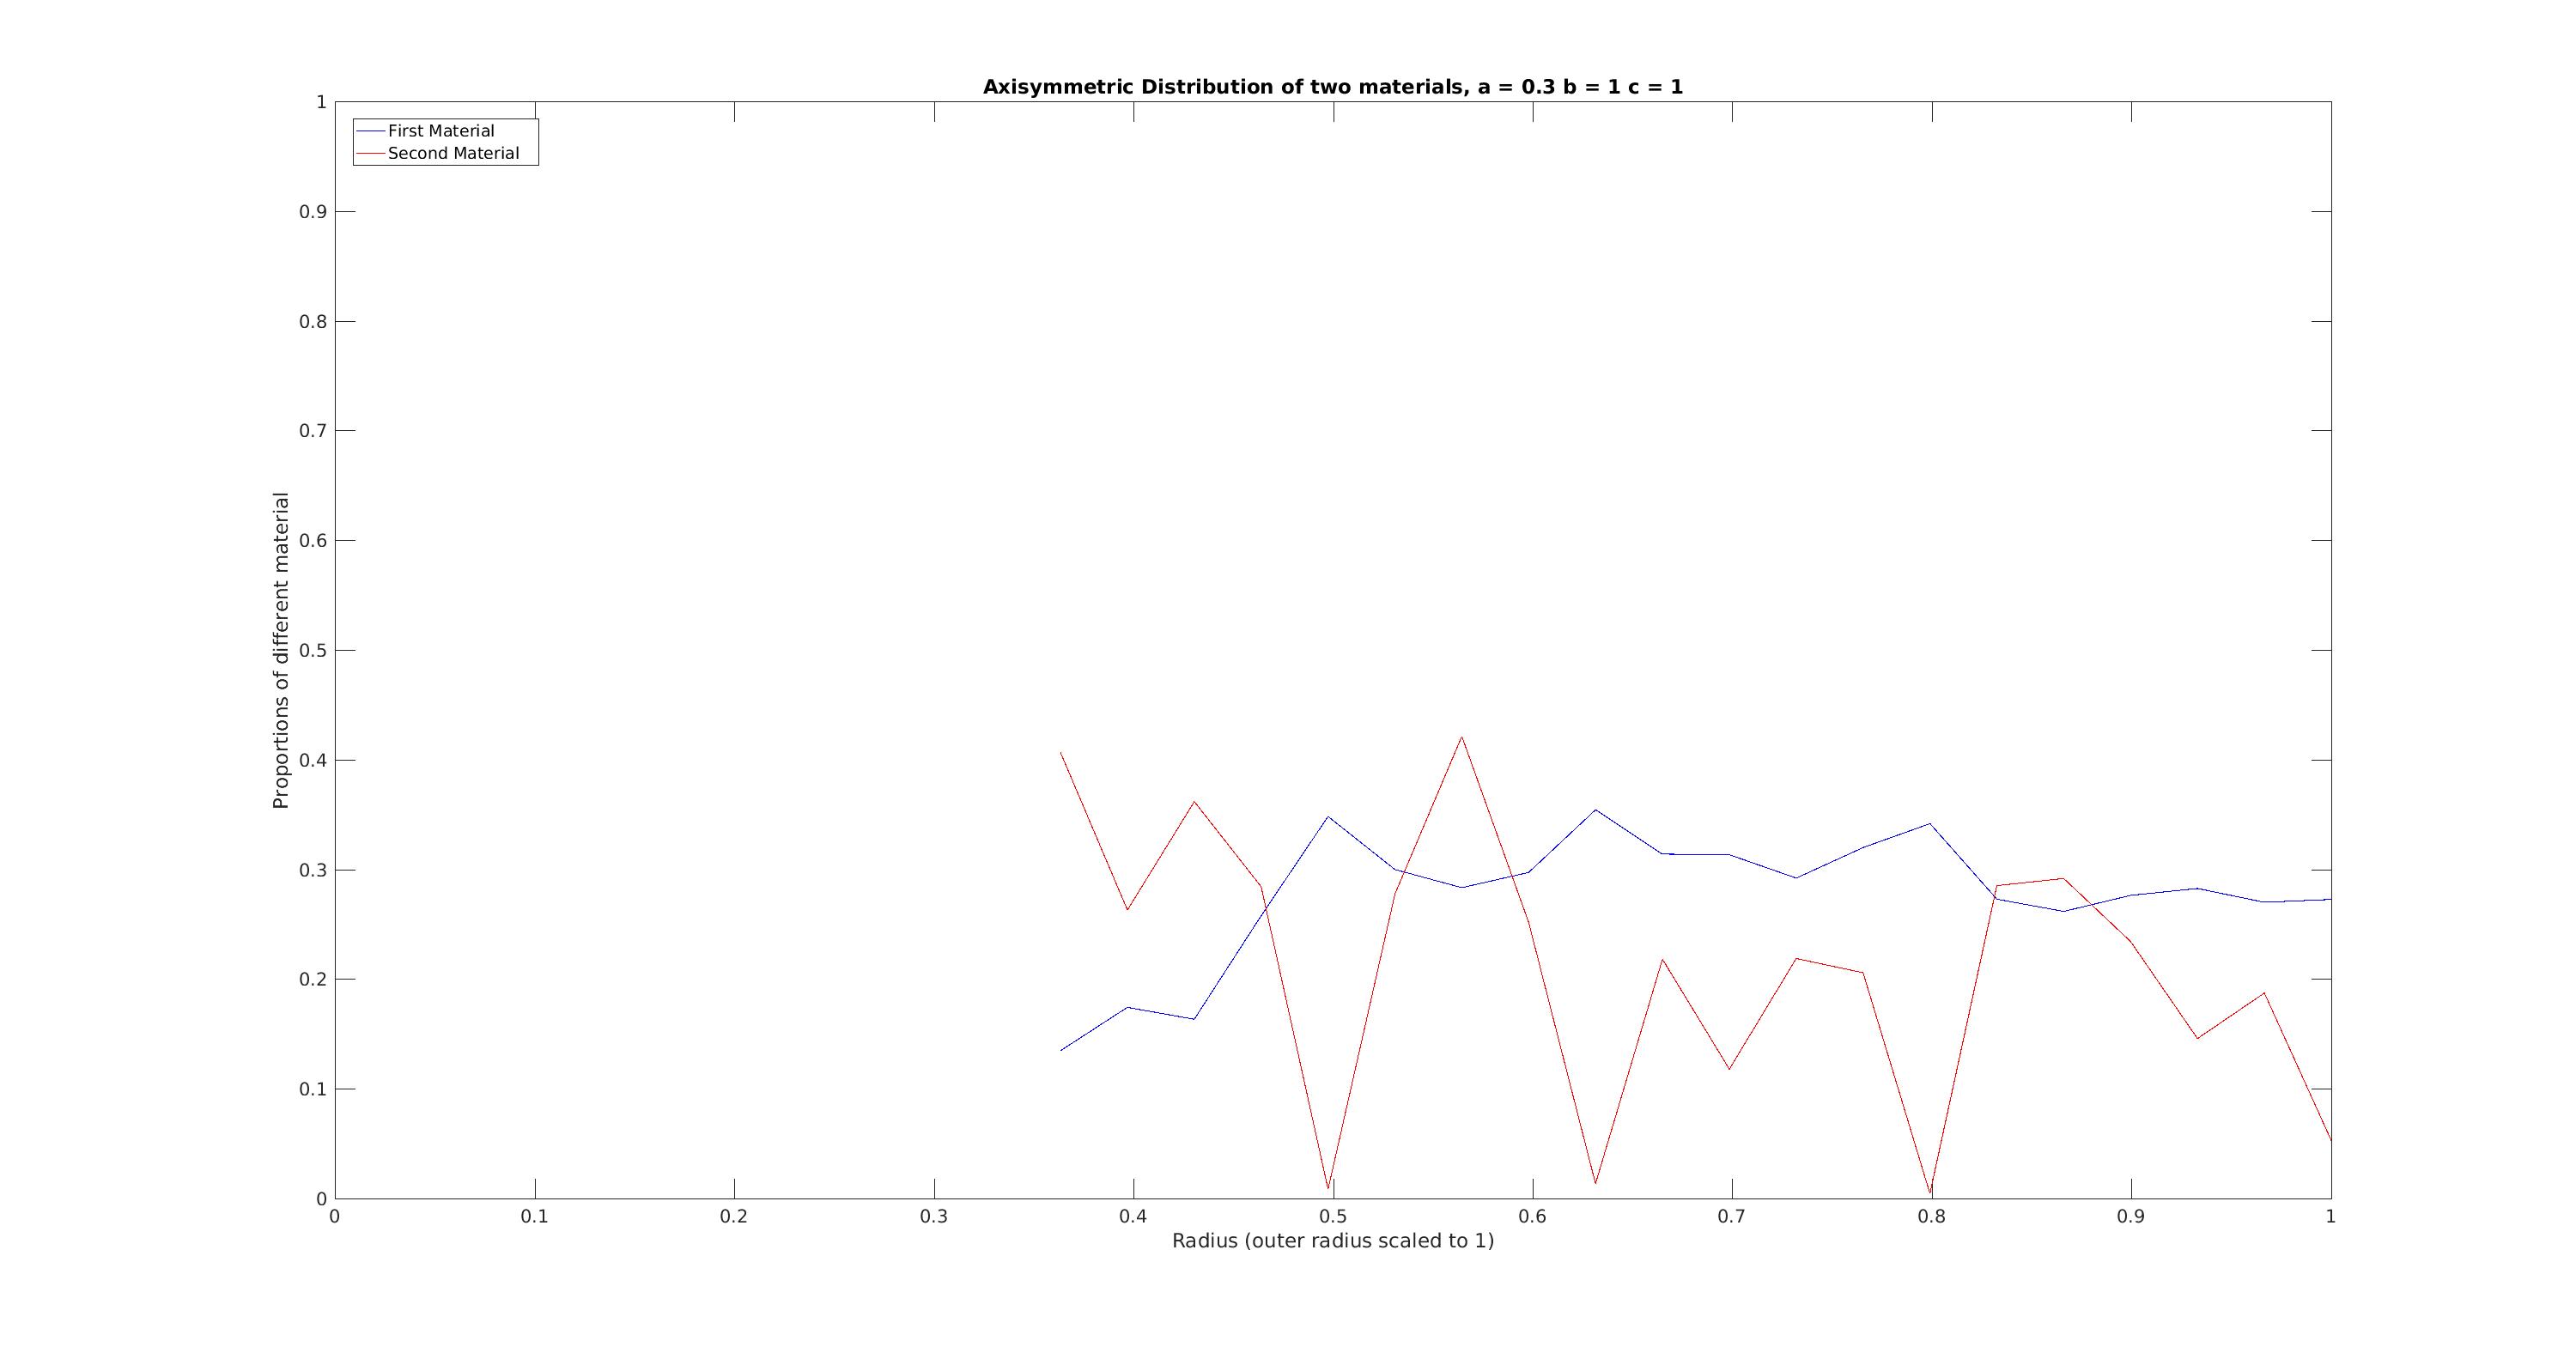 Axisymmetric Distribution of two materials, a = 0.3 b = 1 c = 1
First Material
Second Material
Proportions of different material
1
0.9
0.8
0.7
0.6
0.5
0.4
0.3
0.2
0.1
0
0 0.1 0.2 0.3 0.4 0.5 0.6 0.7 0.8 0.9 1
Radius (outer radius scaled to 1)